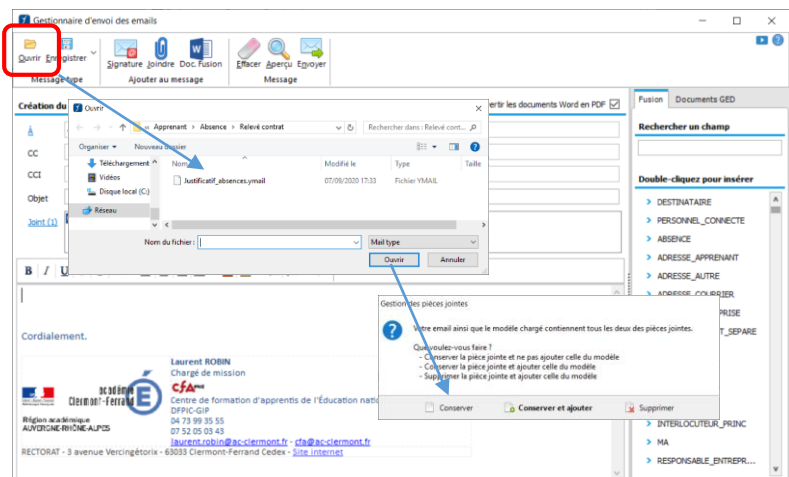 Gestionnaire d'envoi des emails
Ouvrir Enregistrer Signature Joindre Doc. Fusion Effacer Aperçu Envoyer
Message type Ajouter au message Message
Création du
ertir les documents Word en PDF
Fusion Documents GED
Ouvrir
À
CC
CCI
Objet
Joint (1)
« Apprenant > Absence > Relevé contrat
Rechercher dans : Relevé cont...
Organiser Nouveau dossier
Téléchargement
Vidéos
Disque local (C:)
Réseau
Nom Modifié le Type Taille
Justificatif_absences.ymail 07/09/2020 17:33 Fichier YMAIL
Nom du fichier : Mail type
Ouvrir Annuler
Rechercher un champ
Double-cliquez pour insérer
> DESTINATAIRE
> PERSONNEL_CONNECTE
> ABSENCE
> ADRESSE_APPRENANT
> ADRESSE_AUTRE
> ADRESSE_COURRIER
PRISE
T_SEPARE
> INTERLOCUTEUR_PRINC
> MA
> RESPONSABLE_ENTREPR...
B I U
Gestion des pièces jointes
Votre email ainsi que le modèle chargé contiennent tous les deux des pièces jointes.
Que voulez-vous faire ?
- Conserver la pièce jointe et ne pas ajouter celle du modèle
- Conserver la pièce jointe et ajouter celle du modèle
- Supprimer la pièce jointe et ajouter celle du modèle
Conserver Conserver et ajouter Supprimer
Cordialement.
académie
Clermont-Ferrand
Région académique
AUVERGNE-RHÔNE-ALPES
Laurent ROBIN
Chargé de mission
CFA
Centre de formation d'apprentis de l'Éducation natio
DFPIC-GIP
04 73 99 35 55
07 52 05 03 43
laurent.robin@ac-clermont.fr - cfa@ac-clermont.fr
RECTORAT - 3 avenue Vercingétorix - 63033 Clermont-Ferrand Cedex - Site internet